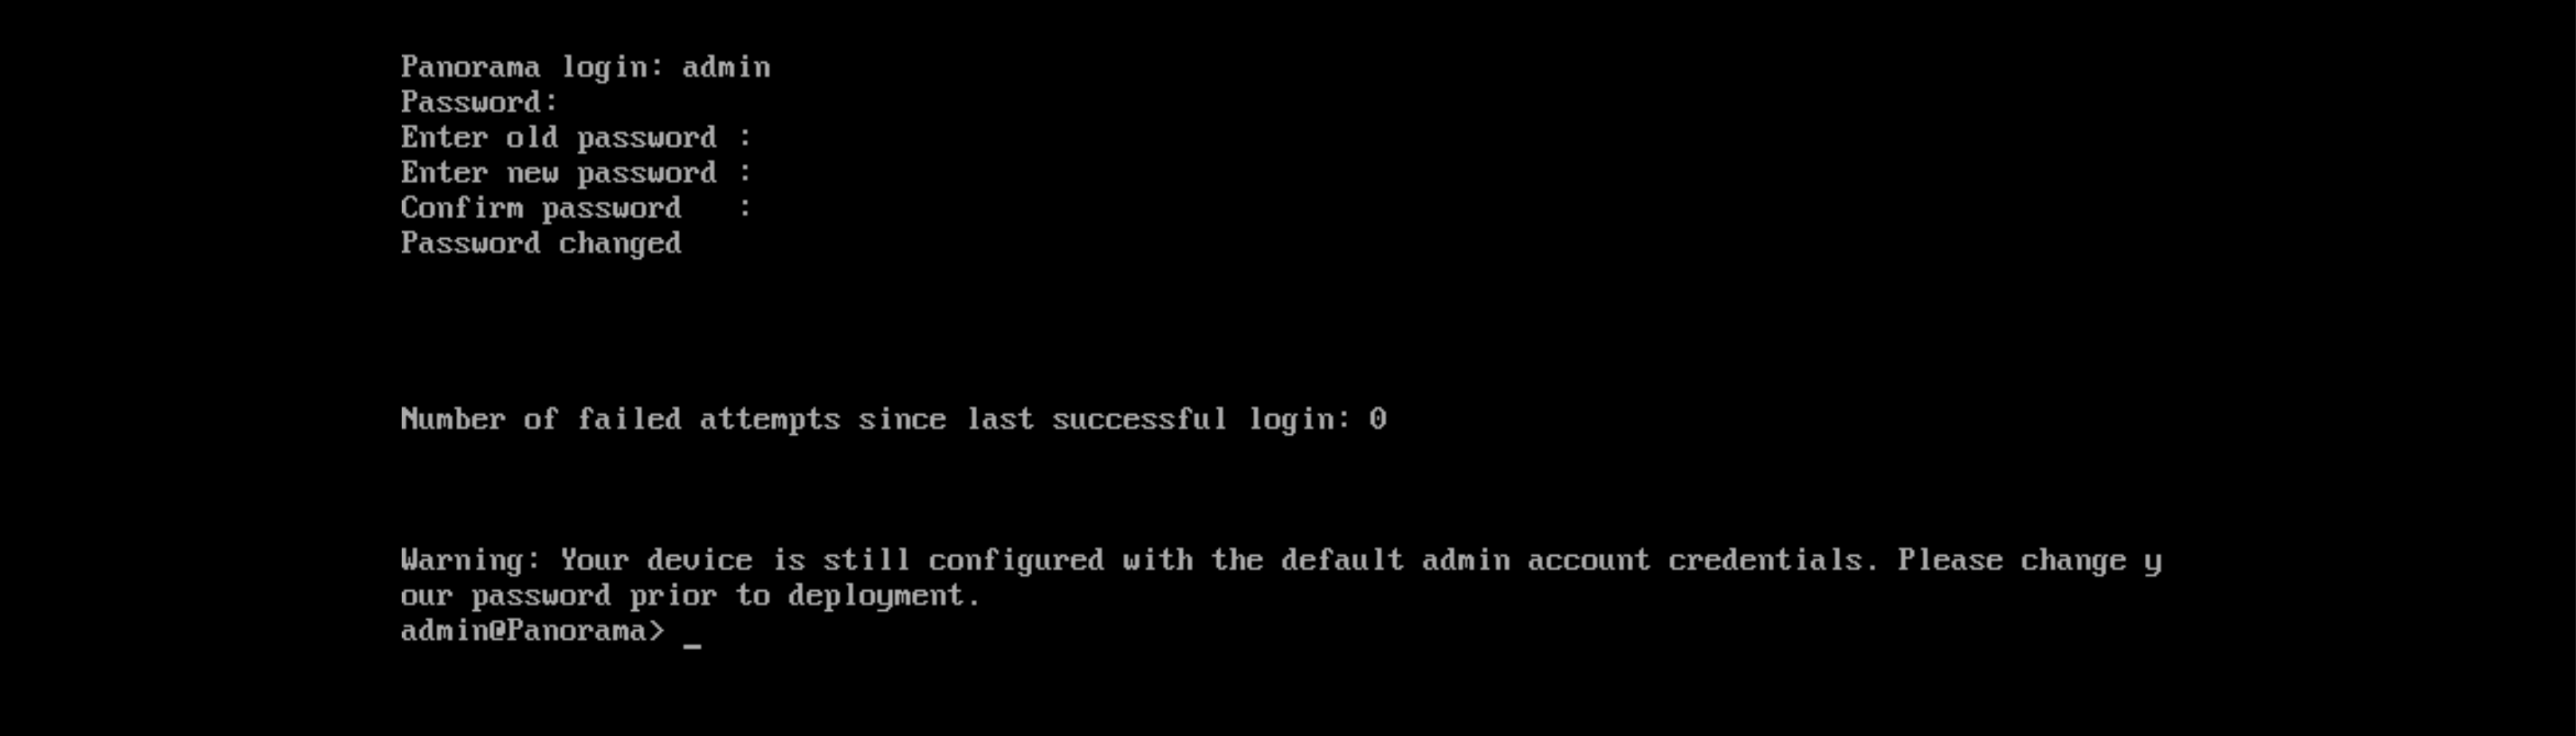 Panorama login: admin
Password:
Enter old password :
Enter new password :
Confirm password   :
Password changed
Number of failed attempts since last successful login: 0
Warning: Your device is still configured with the default admin account credentials. Please change y
our password prior to deployment.
admin@Panorama> _